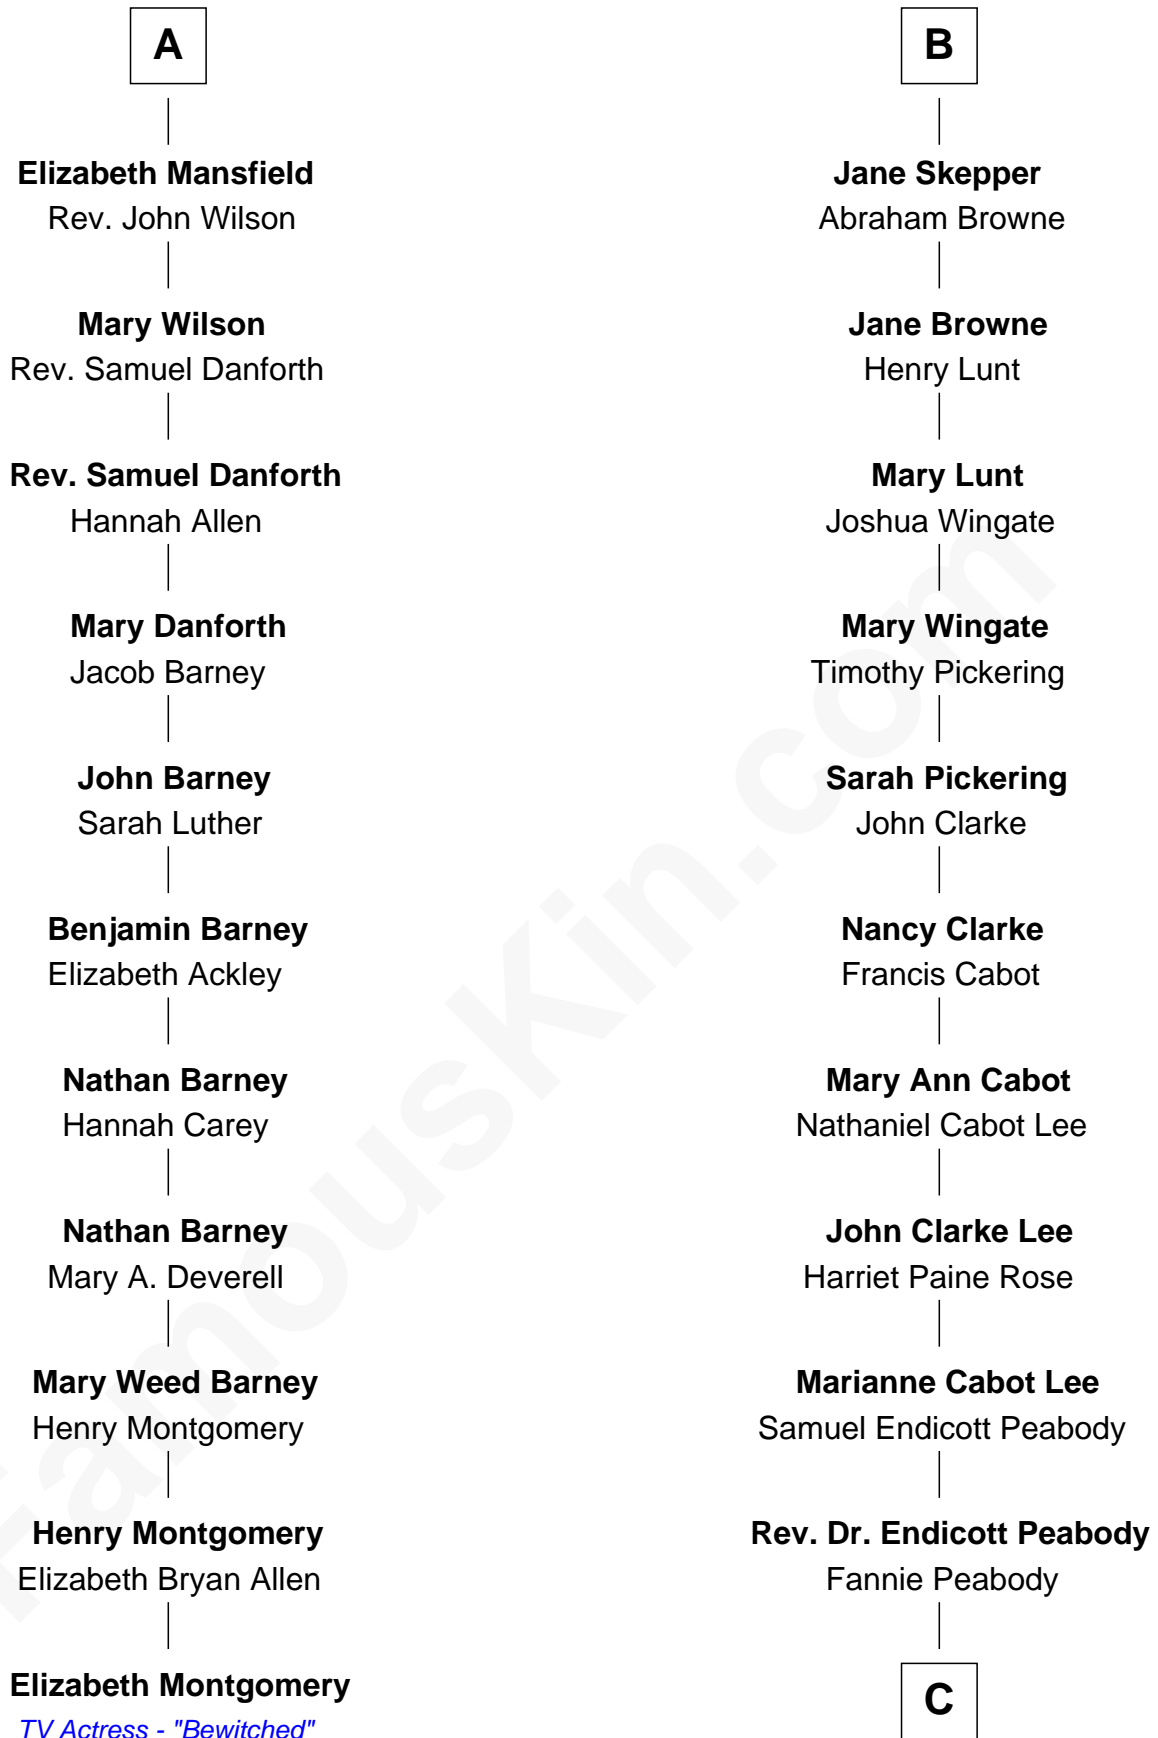 A
Elizabeth Mansfield
Rev. John Wilson
Mary Wilson
Rev. Samuel Danforth
Rev. Samuel Danforth
Hannah Allen
Mary Danforth
Jacob Barney
John Barney
Sarah Luther
Benjamin Barney
Elizabeth Ackley
Nathan Barney
Hannah Carey
Nathan Barney
Mary A. Deverell
Mary Weed Barney
Henry Montgomery
Henry Montgomery
Elizabeth Bryan Allen
Elizabeth Montgomery
TV Actress - "Bewitched"
B
Jane Skepper
Abraham Browne
Jane Browne
Henry Lunt
Mary Lunt
Joshua Wingate
Mary Wingate
Timothy Pickering
Sarah Pickering
John Clarke
Nancy Clarke
Francis Cabot
Mary Ann Cabot
Nathaniel Cabot Lee
John Clarke Lee
Harriet Paine Rose
Marianne Cabot Lee
Samuel Endicott Peabody
Rev. Dr. Endicott Peabody
Fannie Peabody
C
FamousKin.com